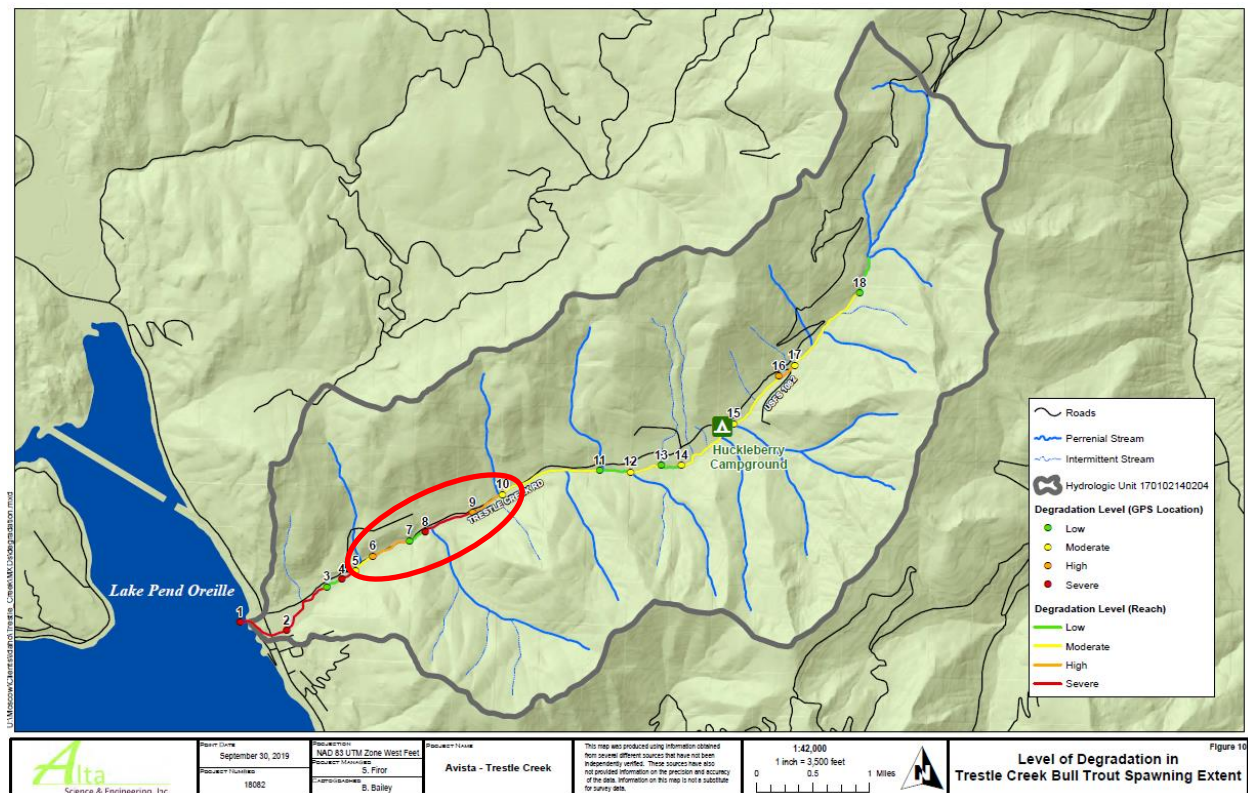 18
17
16
USFS 1082
15
Huckleberry
Campground
11
12
13
14
10
9
TRESTLE CREEK RD
8
7
6
5
4
3
2
1
Lake Pend Oreille
Roads
Perrenial Stream
Intermittent Stream
Hydrologic Unit 170102140204
Degradation Level (GPS Location)
Low
Moderate
High
Severe
Degradation Level (Reach)
Low
Moderate
High
Severe
Alta
Science & Engineering, Inc.
PRINT DATE
September 30, 2019
PROJECT NUMBER
18082
PROJECTION
NAD 83 UTM Zone West Feet
PROJECT MANAGER
S. Firor
CARTOGRAPHER
B. Bailey
PROJECT NAME
Avista - Trestle Creek
This map was produced using information obtained
from several different sources that have not been
independently verified. These sources have also
not provided information on the precision and accuracy
of the data. Information on this map is not a substitute
for survey data.
1:42,000
1 inch = 3,500 feet
0 0.5 1 Miles
N
Figure 10
Level of Degradation in
Trestle Creek Bull Trout Spawning Extent